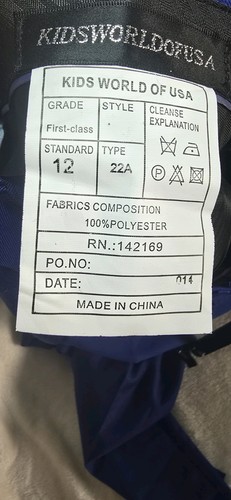 KIDSWORLDOFUSA
KIDS WORLD OF USA
GRADE
First-class
STYLE
CLEANSE
EXPLANATION
STANDARD
12
TYPE
22A
P
FABRICS COMPOSITION
100%POLYESTER
RN.:142169
PO.NO:
DATE: 014
MADE IN CHINA